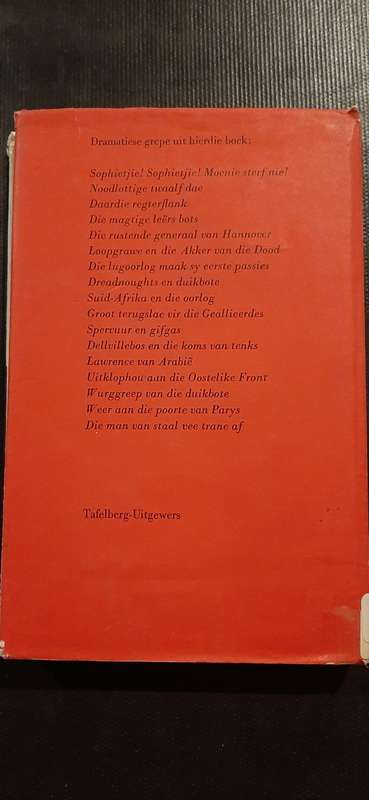 Dramatiese grepe uit hierdie boek:
Sophietjie! Sophietjie! Moenie sterf nie!
Noodlottige twaalf dae
Daardie regterflank
Die magtige leërs bots
Die rustende generaal van Hannover
Loopgrawe en die Akker van die Dood
Die lugoorlog maak sy eerste passies
Dreadnoughts en duikbote
Suid-Afrika en die oorlog
Groot terugslae vir die Geallieerdes
Spervuur en gifgas
Dellvillebos en die koms van tenks
Lawrence van Arabië
Uitklophou aan die Oostelike Front
Wurggreep van die duikbote
Weer aan die poorte van Parys
Die man van staal vee trane af
Tafelberg-Uitgewers